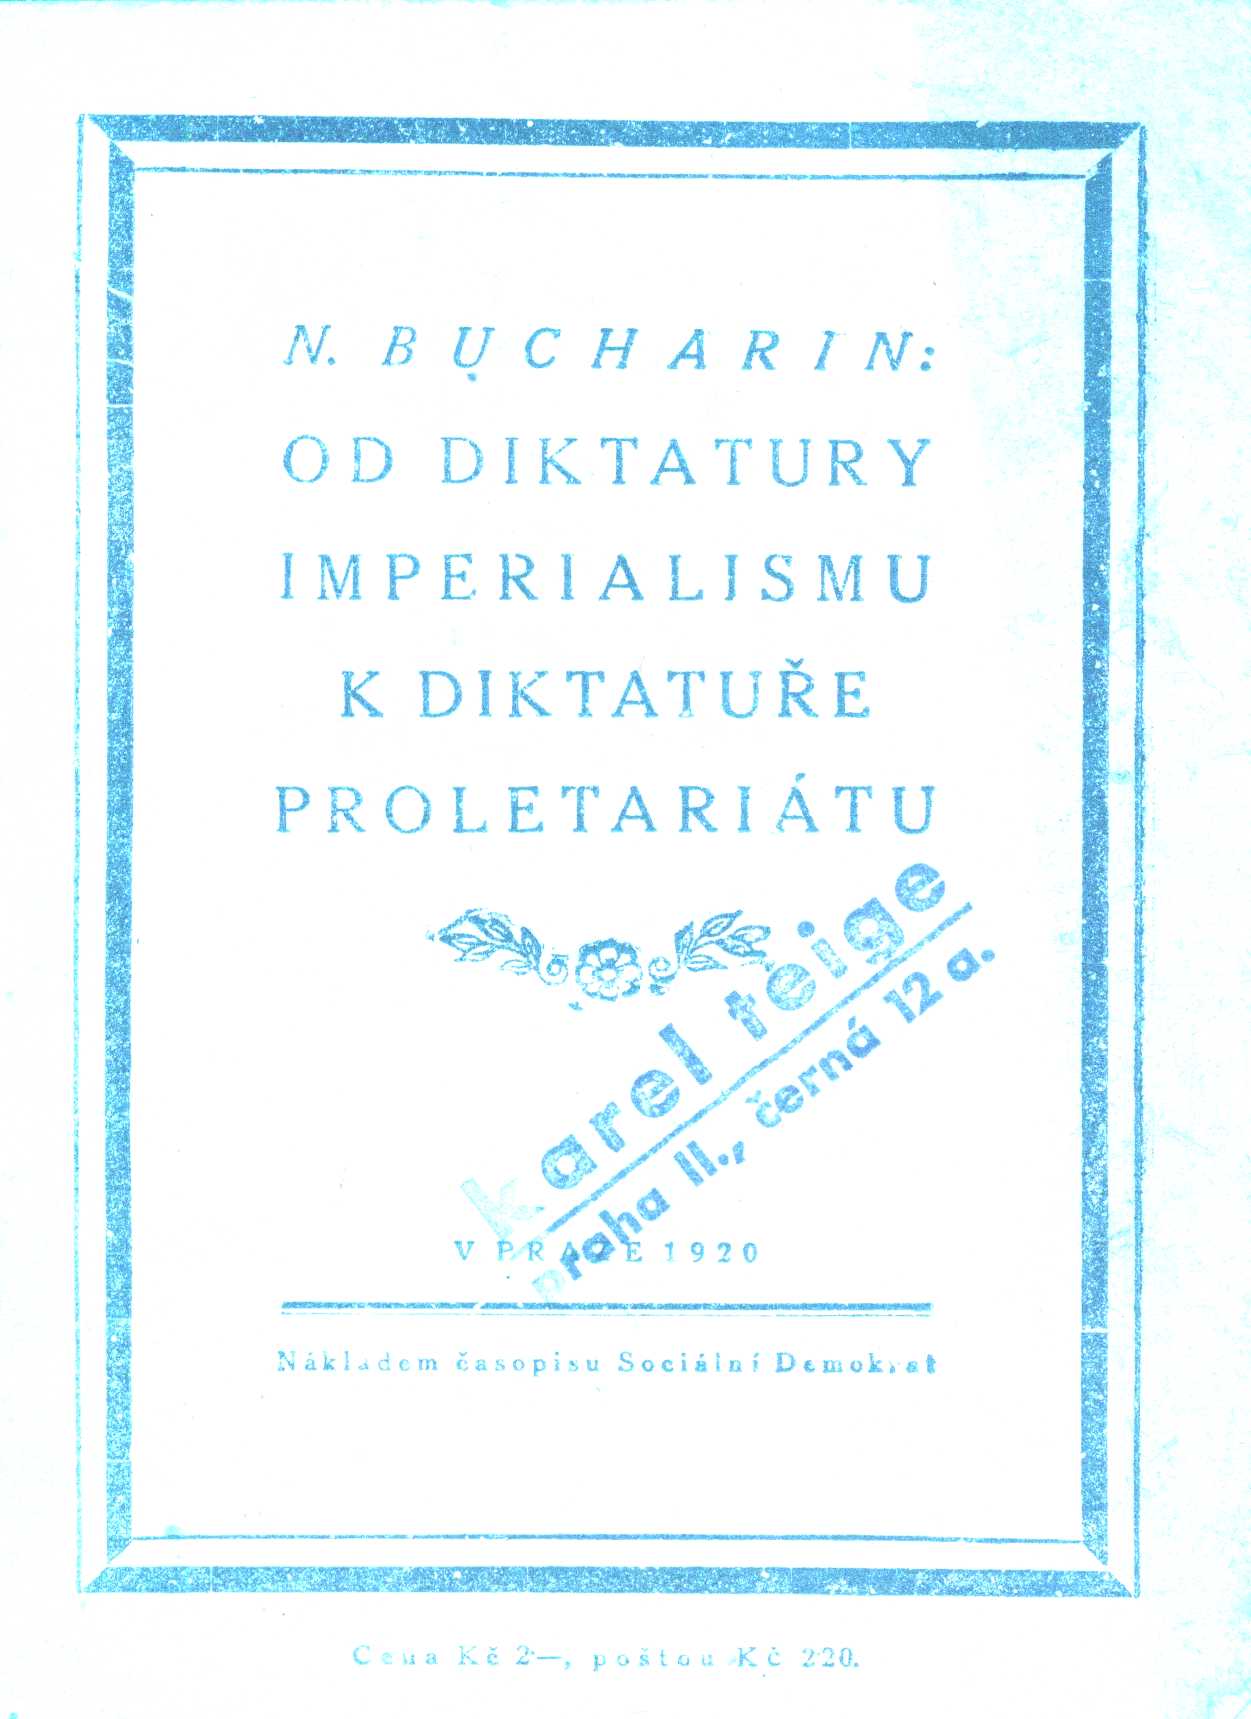 N. BUCHARIN:
OD DIKTATURY
IMPERIALISMU
K DIKTATUŘE
PROLETARIÁTU
karel teige
praha II., černá 12 a.
V PRAZE 1920
Nákladem časopisu Sociální Demokrat
Cena Kč 2·—, poštou Kč 2·20.